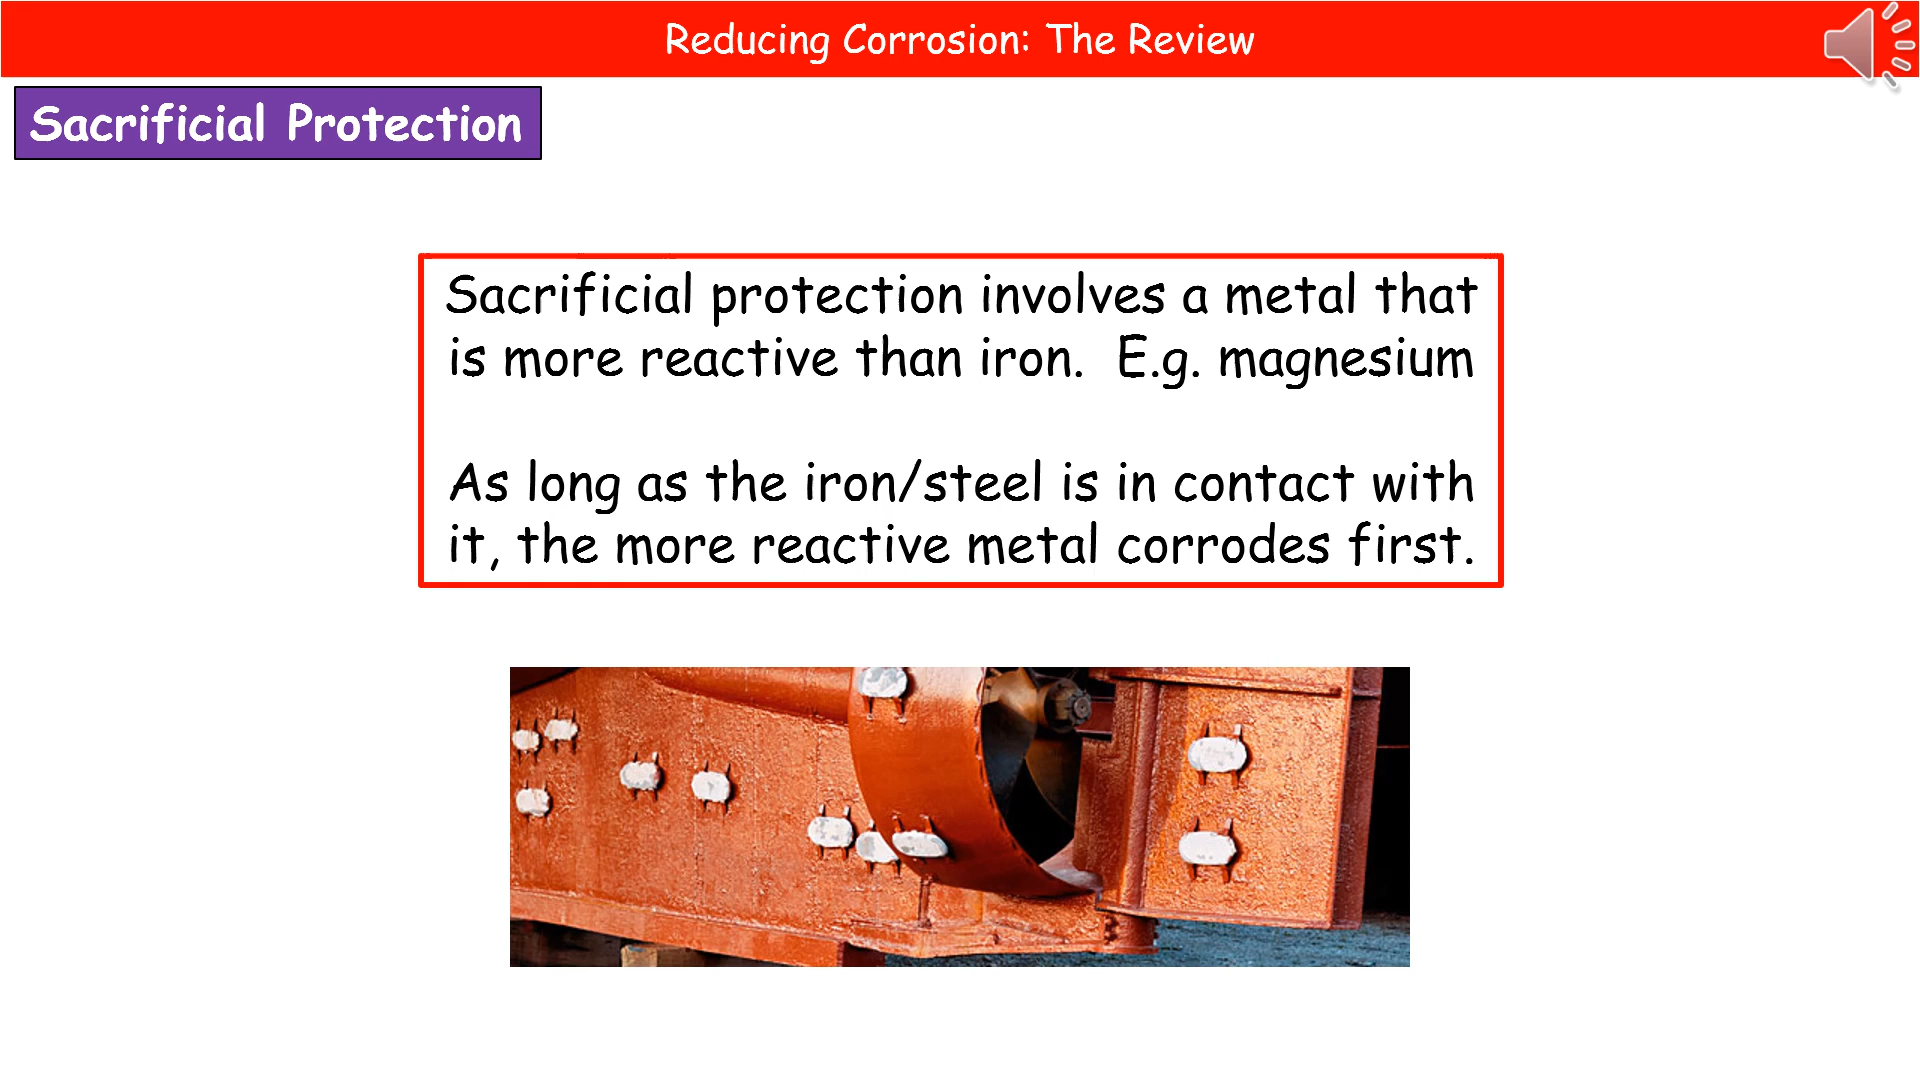 Reducing Corrosion: The Review
Sacrificial Protection
Sacrificial protection involves a metal that
is more reactive than iron. E.g. magnesium
As long as the iron/steel is in contact with
it, the more reactive metal corrodes first.